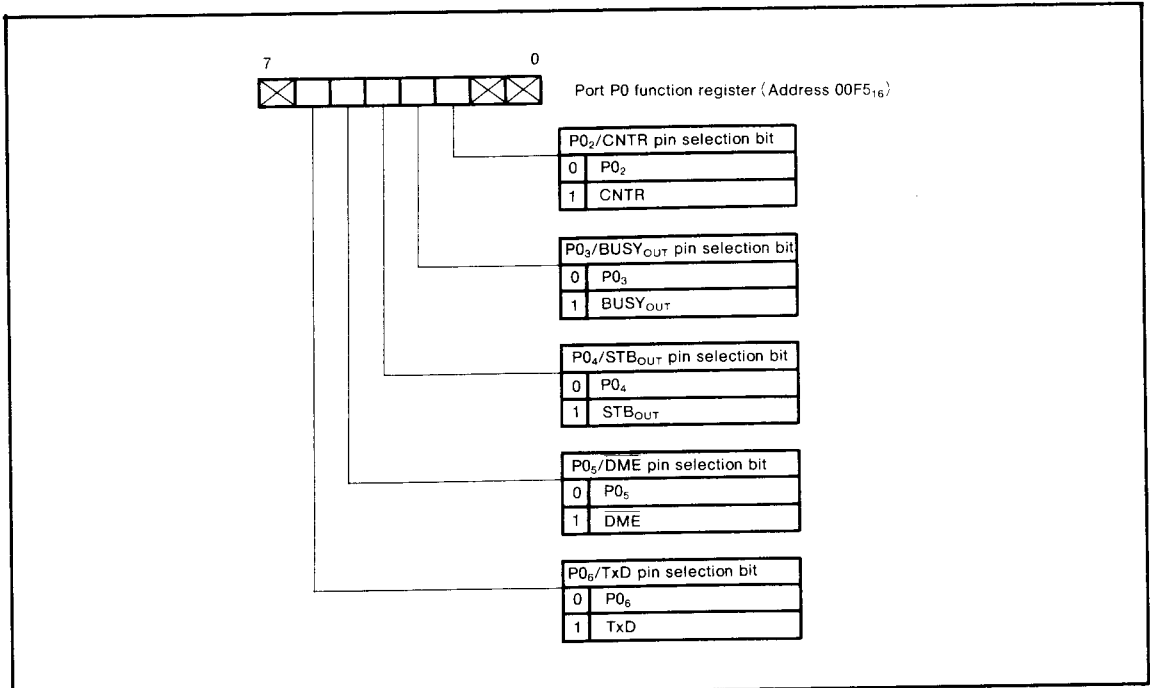 7 0
Port P0 function register (Address 00F5₁₆)
P0₂/CNTR pin selection bit
0 P0₂
1 CNTR
P0₃/BUSY_OUT pin selection bit
0 P0₃
1 BUSY_OUT
P0₄/STB_OUT pin selection bit
0 P0₄
1 STB_OUT
P0₅/D̅M̅E̅ pin selection bit
0 P0₅
1 D̅M̅E̅
P0₆/TxD pin selection bit
0 P0₆
1 TxD